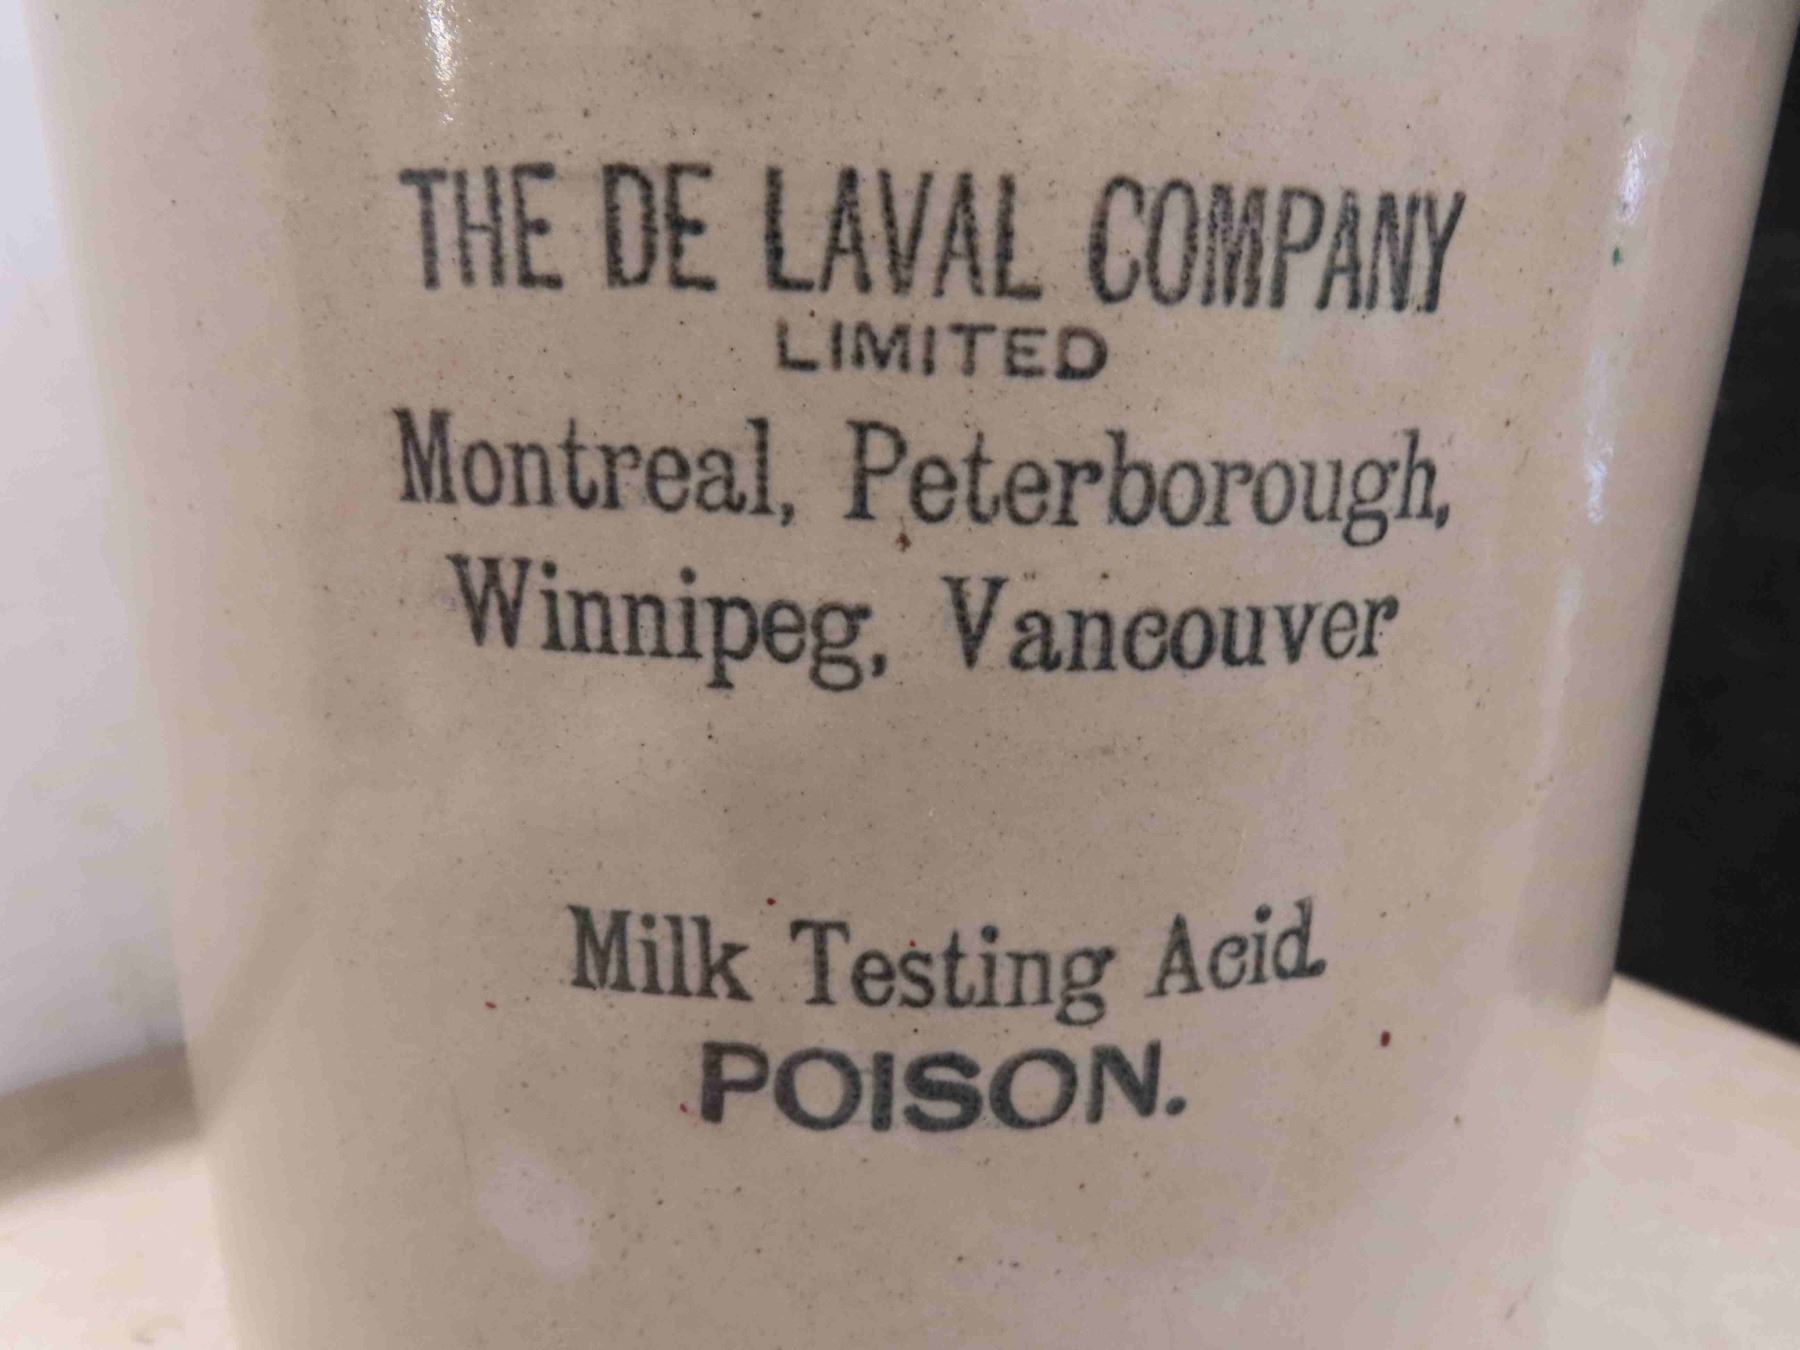 THE DE LAVAL COMPANY
LIMITED
Montreal, Peterborough,
Winnipeg, Vancouver
Milk Testing Acid.
POISON.